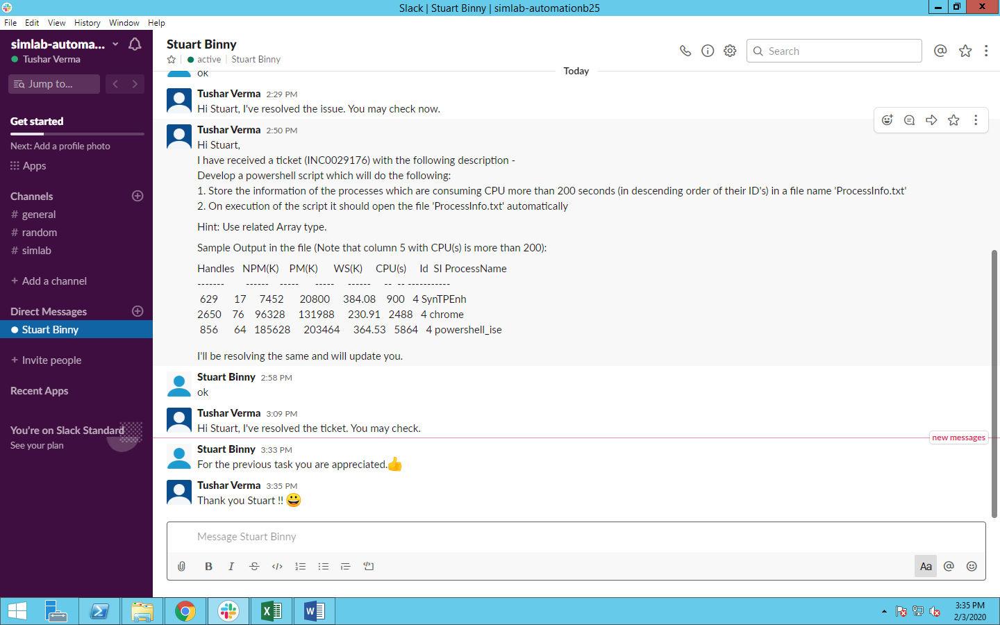 Slack | Stuart Binny | simlab-automationb25
File Edit View History Window Help
simlab-automa...
Tushar Verma
Jump to...
Get started
Next: Add a profile photo
Apps
Channels
# general
# random
# simlab
+ Add a channel
Direct Messages
Stuart Binny
+ Invite people
Recent Apps
You're on Slack Standard
See your plan
Stuart Binny
active | Stuart Binny
Search
Today
ok
Tushar Verma 2:29 PM
Hi Stuart, I've resolved the issue. You may check now.
Tushar Verma 2:50 PM
Hi Stuart,
I have received a ticket (INC0029176) with the following description -
Develop a powershell script which will do the following:
1. Store the information of the processes which are consuming CPU more than 200 seconds (in descending order of their ID's) in a file name 'ProcessInfo.txt'
2. On execution of the script it should open the file 'ProcessInfo.txt' automatically
Hint: Use related Array type.
Sample Output in the file (Note that column 5 with CPU(s) is more than 200):
Handles NPM(K) PM(K) WS(K) CPU(s) Id SI ProcessName
------- ------ ----- ----- ------ -- -- -----------
629 17 7452 20800 384.08 900 4 SynTPEnh
2650 76 96328 131988 230.91 2488 4 chrome
856 64 185628 203464 364.53 5864 4 powershell_ise
I'll be resolving the same and will update you.
Stuart Binny 2:58 PM
ok
Tushar Verma 3:09 PM
Hi Stuart, I've resolved the ticket. You may check.
new messages
Stuart Binny 3:33 PM
For the previous task you are appreciated.👍
Tushar Verma 3:35 PM
Thank you Stuart !! 😀
Message Stuart Binny
B I S Aa @
3:35 PM
2/3/2020